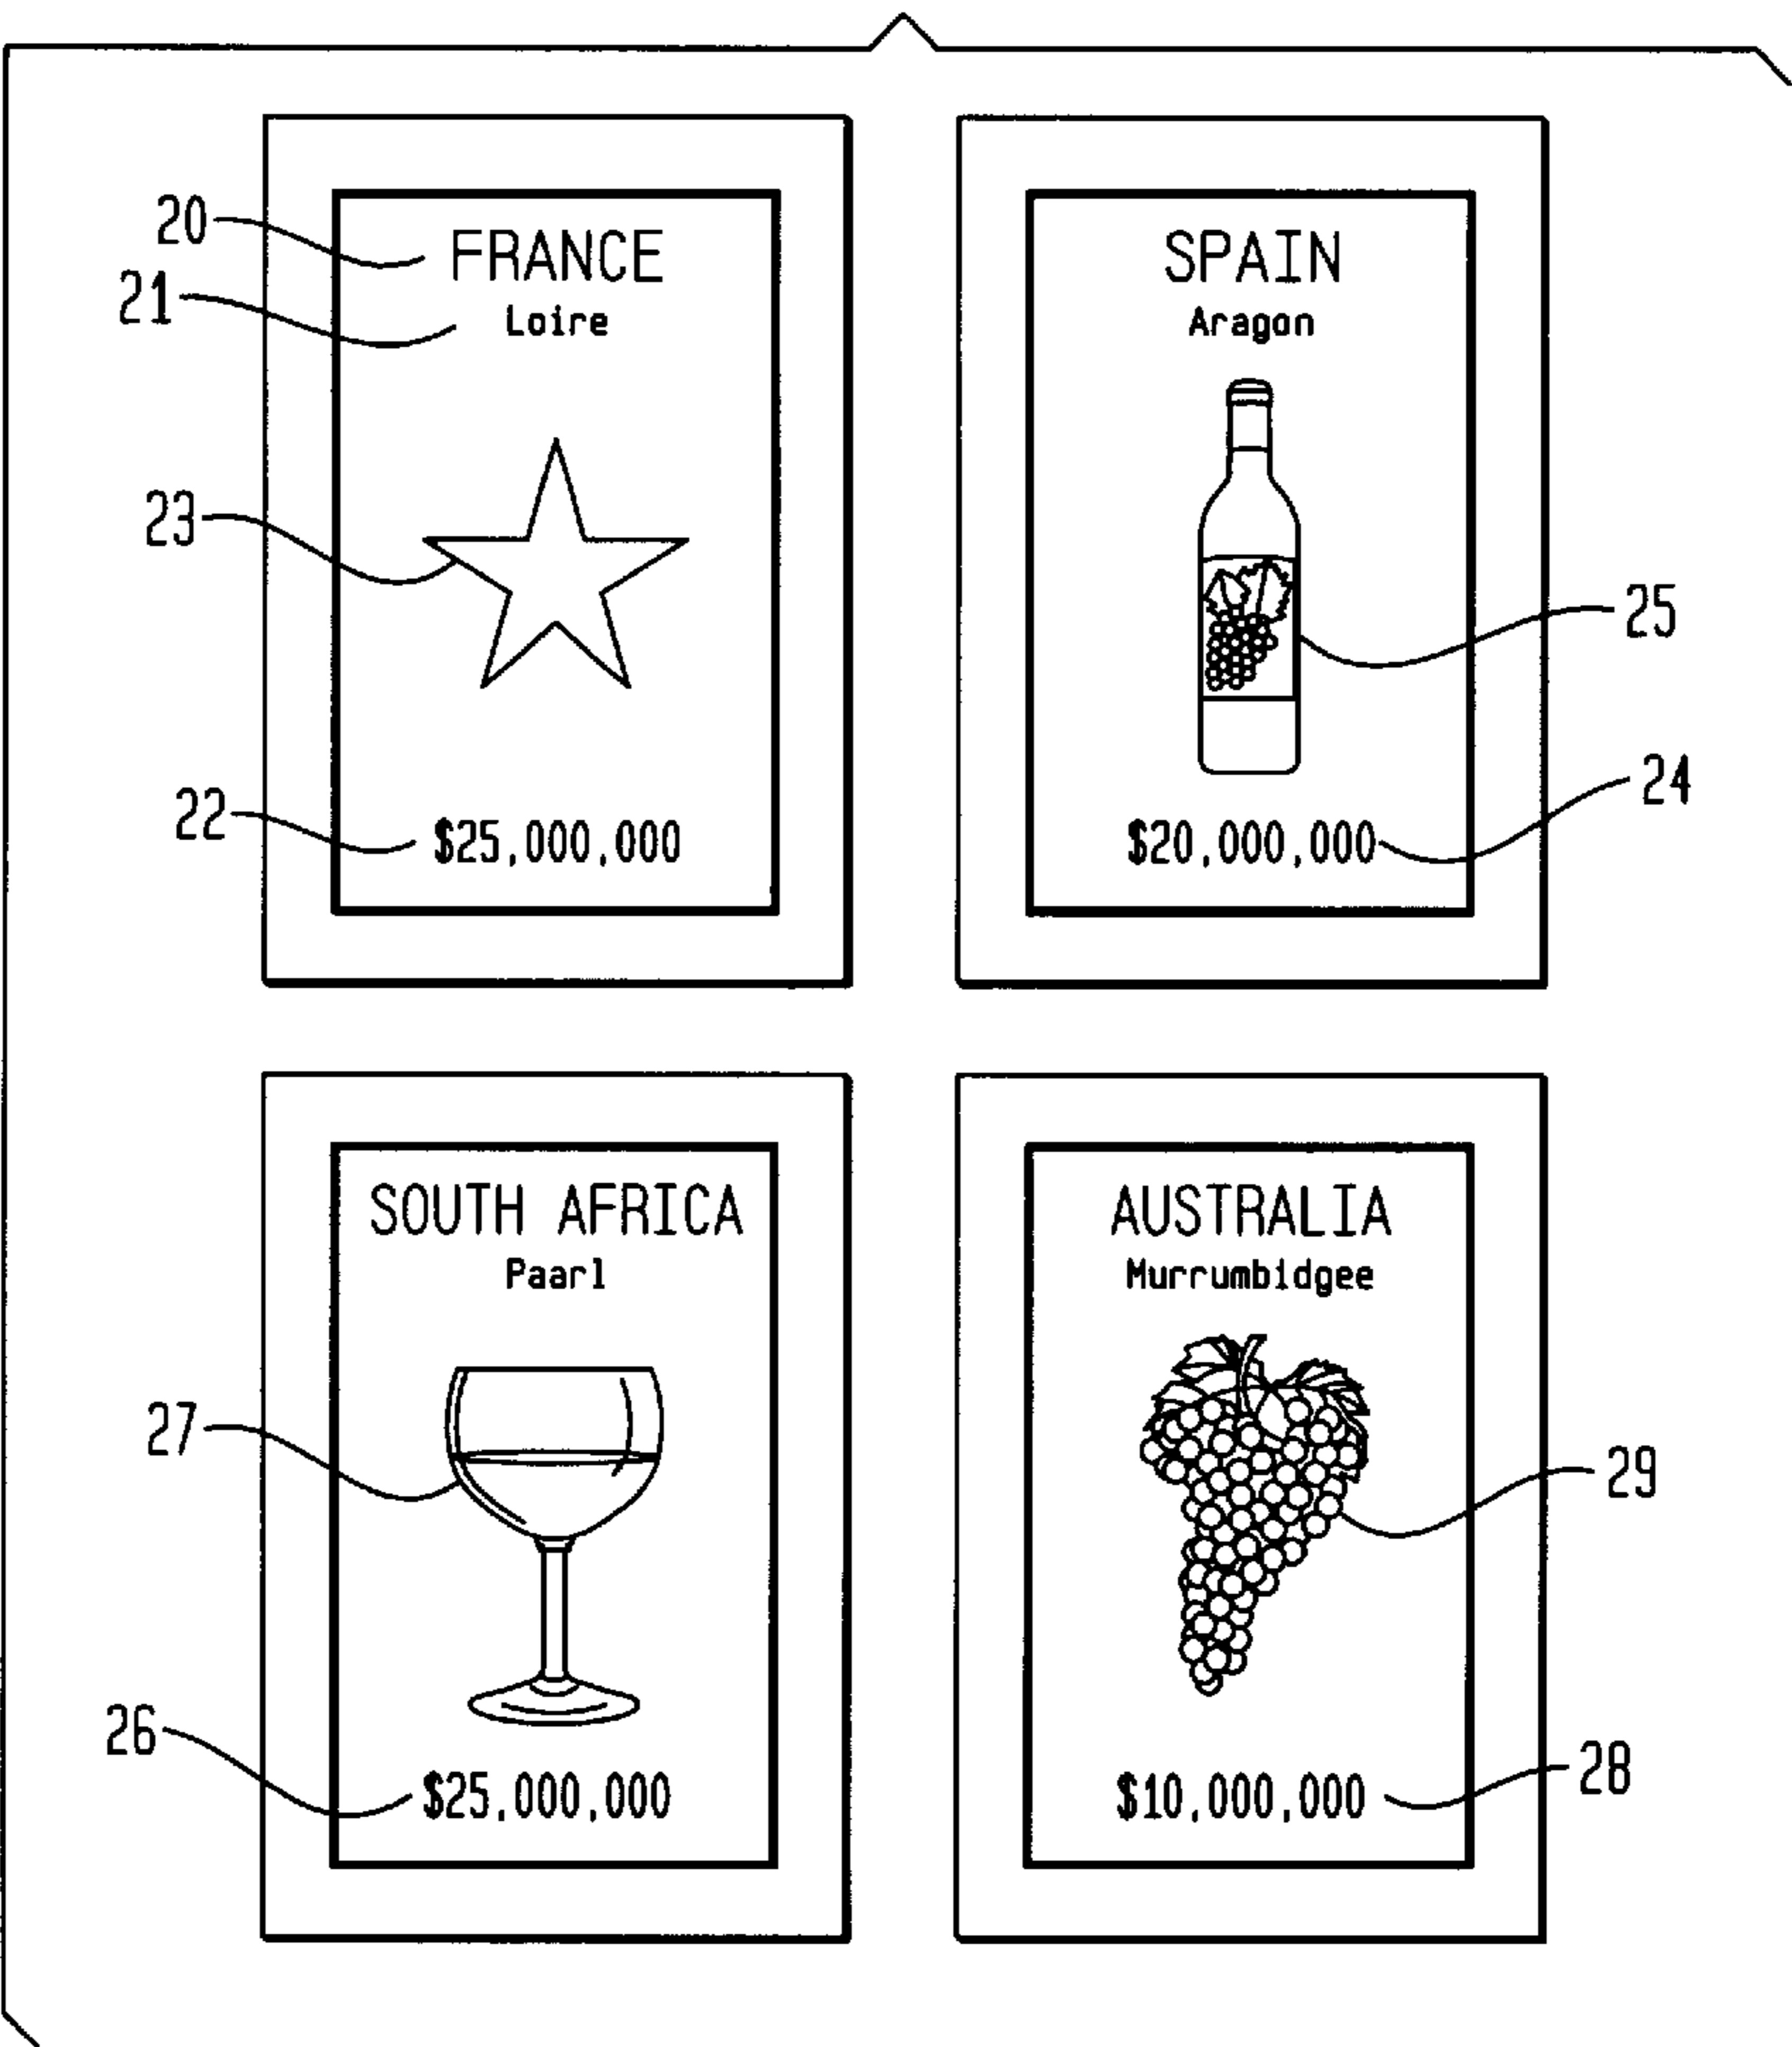 20
FRANCE
21
Loire
23
22
$25,000,000
SPAIN
Aragon
25
24
$20,000,000
SOUTH AFRICA
Paarl
27
26
$25,000,000
AUSTRALIA
Murrumbidgee
29
28
$10,000,000